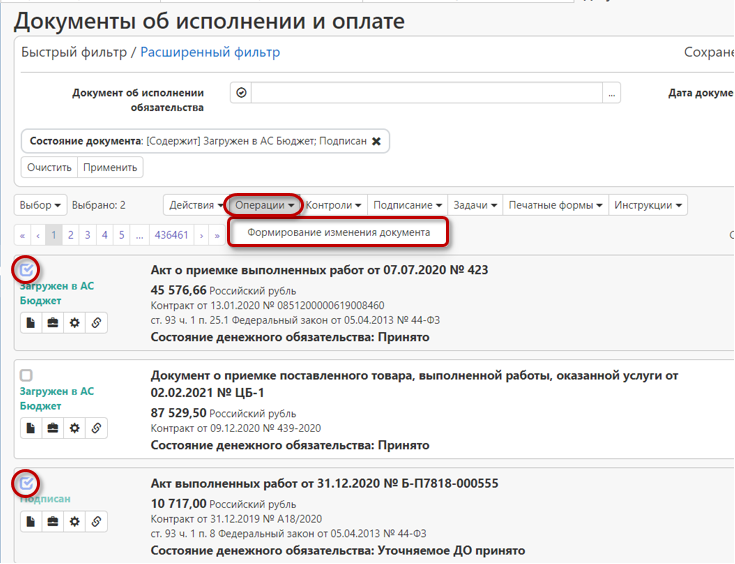 Документы об исполнении и оплате
Быстрый фильтр / Расширенный фильтр Сохране
Документ об исполнении обязательства ... Дата докуме
Состояние документа: [Содержит] Загружен в АС Бюджет; Подписан ✖
Очистить Применить
Выбор Выбрано: 2 Действия Операции Контроли Подписание Задачи Печатные формы Инструкции
« ‹ 1 2 3 4 5 ... 436461 › » Формирование изменения документа
Акт о приемке выполненных работ от 07.07.2020 № 423
Загружен в АС Бюджет
45 576,66 Российский рубль
Контракт от 13.01.2020 № 0851200000619008460
ст. 93 ч. 1 п. 25.1 Федеральный закон от 05.04.2013 № 44-ФЗ
Состояние денежного обязательства: Принято
Документ о приемке поставленного товара, выполненной работы, оказанной услуги от
02.02.2021 № ЦБ-1
Загружен в АС Бюджет
87 529,50 Российский рубль
Контракт от 09.12.2020 № 439-2020
Состояние денежного обязательства: Принято
Акт выполненных работ от 31.12.2020 № Б-П7818-000555
Подписан
10 717,00 Российский рубль
Контракт от 31.12.2019 № А18/2020
ст. 93 ч. 1 п. 8 Федеральный закон от 05.04.2013 № 44-ФЗ
Состояние денежного обязательства: Уточняемое ДО принято